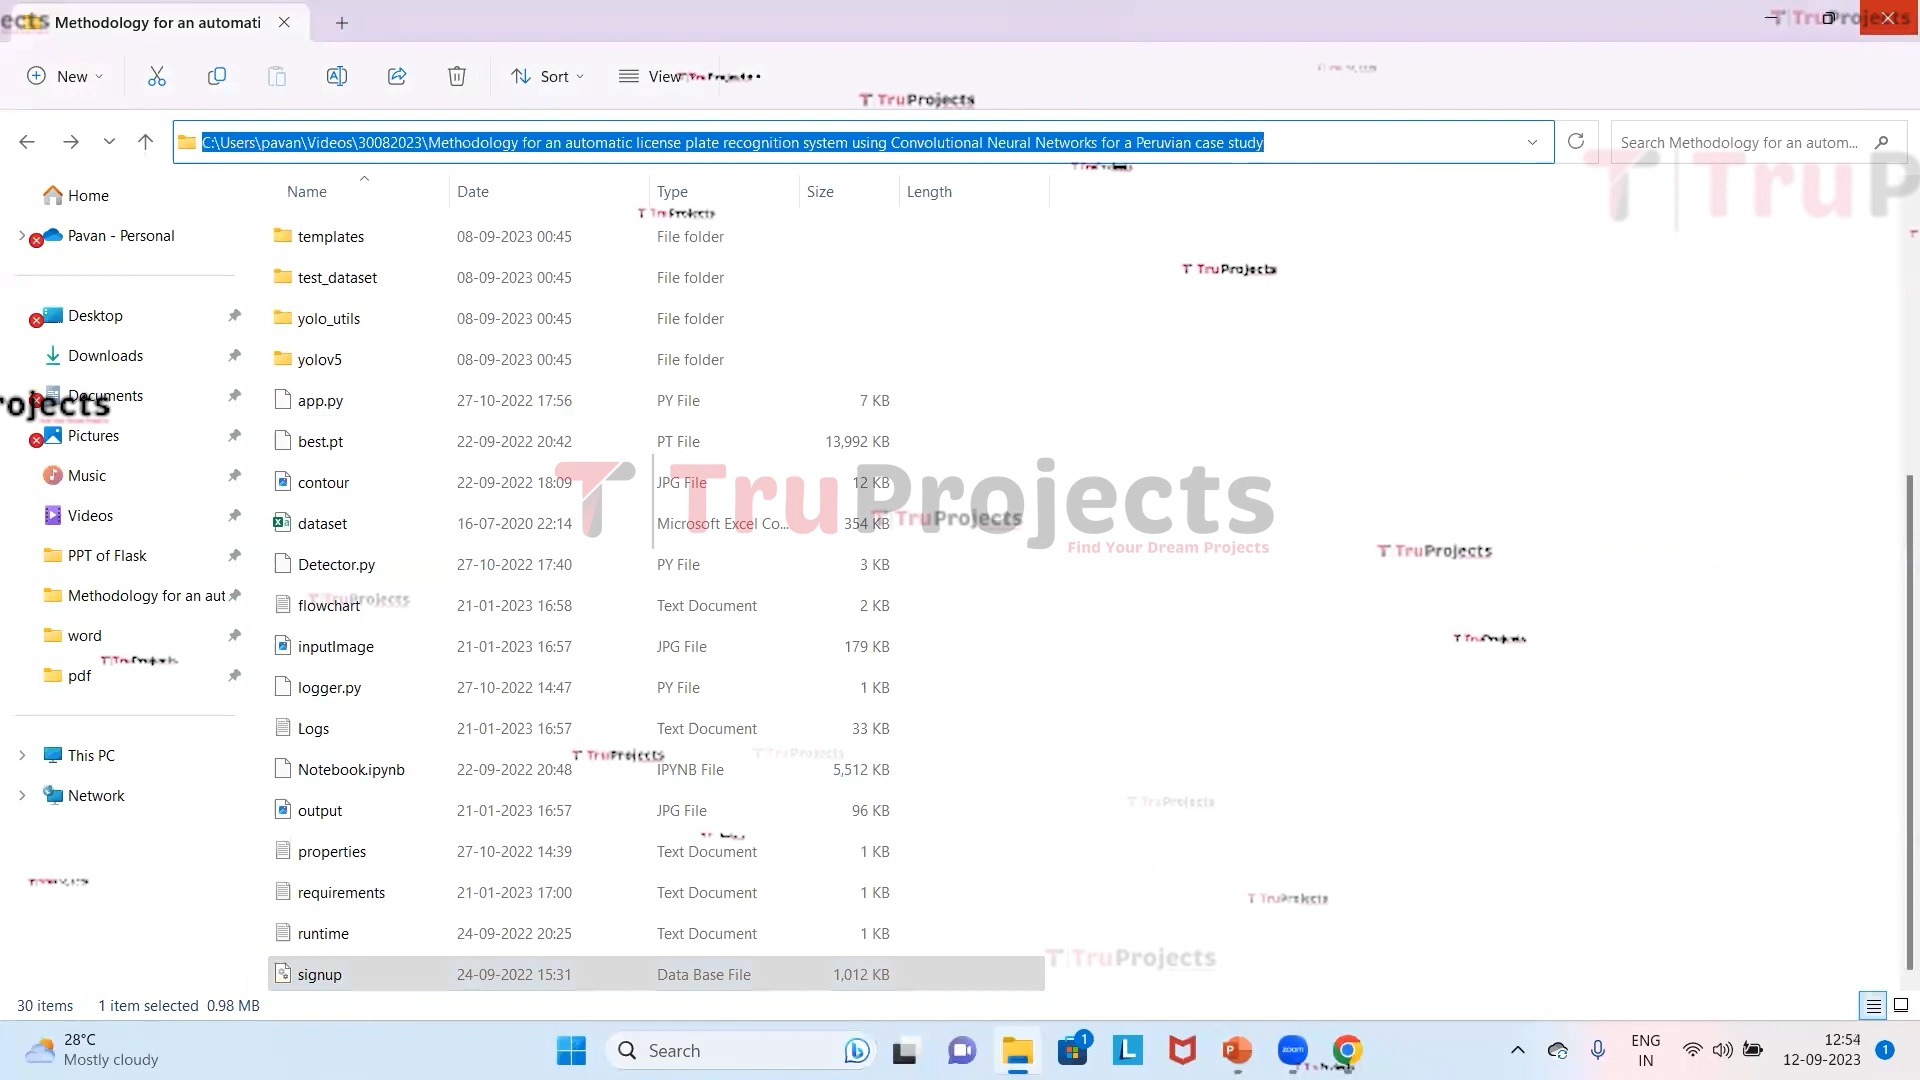 Methodology for an automati
TruProjects
New
Sort
View
TruProjects
C:\Users\pavan\Videos\30082023\Methodology for an automatic license plate recognition system using Convolutional Neural Networks for a Peruvian case study
Search Methodology for an autom...
Name Date Type Size Length
TruProjects
TruP
TruProjects
Home
Pavan - Personal
Desktop
Downloads
Documents
rojects
Pictures
Music
Videos
PPT of Flask
Methodology for an aut
word
pdf
This PC
Network
templates 08-09-2023 00:45 File folder
test_dataset 08-09-2023 00:45 File folder
yolo_utils 08-09-2023 00:45 File folder
yolov5 08-09-2023 00:45 File folder
app.py 27-10-2022 17:56 PY File 7 KB
best.pt 22-09-2022 20:42 PT File 13,992 KB
contour 22-09-2022 18:09 JPG File 12 KB
dataset 16-07-2020 22:14 Microsoft Excel Co... 354 KB
Detector.py 27-10-2022 17:40 PY File 3 KB
flowchart 21-01-2023 16:58 Text Document 2 KB
inputImage 21-01-2023 16:57 JPG File 179 KB
logger.py 27-10-2022 14:47 PY File 1 KB
Logs 21-01-2023 16:57 Text Document 33 KB
Notebook.ipynb 22-09-2022 20:48 IPYNB File 5,512 KB
output 21-01-2023 16:57 JPG File 96 KB
properties 27-10-2022 14:39 Text Document 1 KB
requirements 21-01-2023 17:00 Text Document 1 KB
runtime 24-09-2022 20:25 Text Document 1 KB
signup 24-09-2022 15:31 Data Base File 1,012 KB
TruProjects
Find Your Dream Projects
TruProjects
TruProjects
TruProjects
TruProjects
TruProjects
TruProjects
TruProjects
TruProjects
TruProjects
30 items 1 item selected 0.98 MB
28°C
Mostly cloudy
Search
1
L
zoom
ENG
IN
12:54
12-09-2023
1